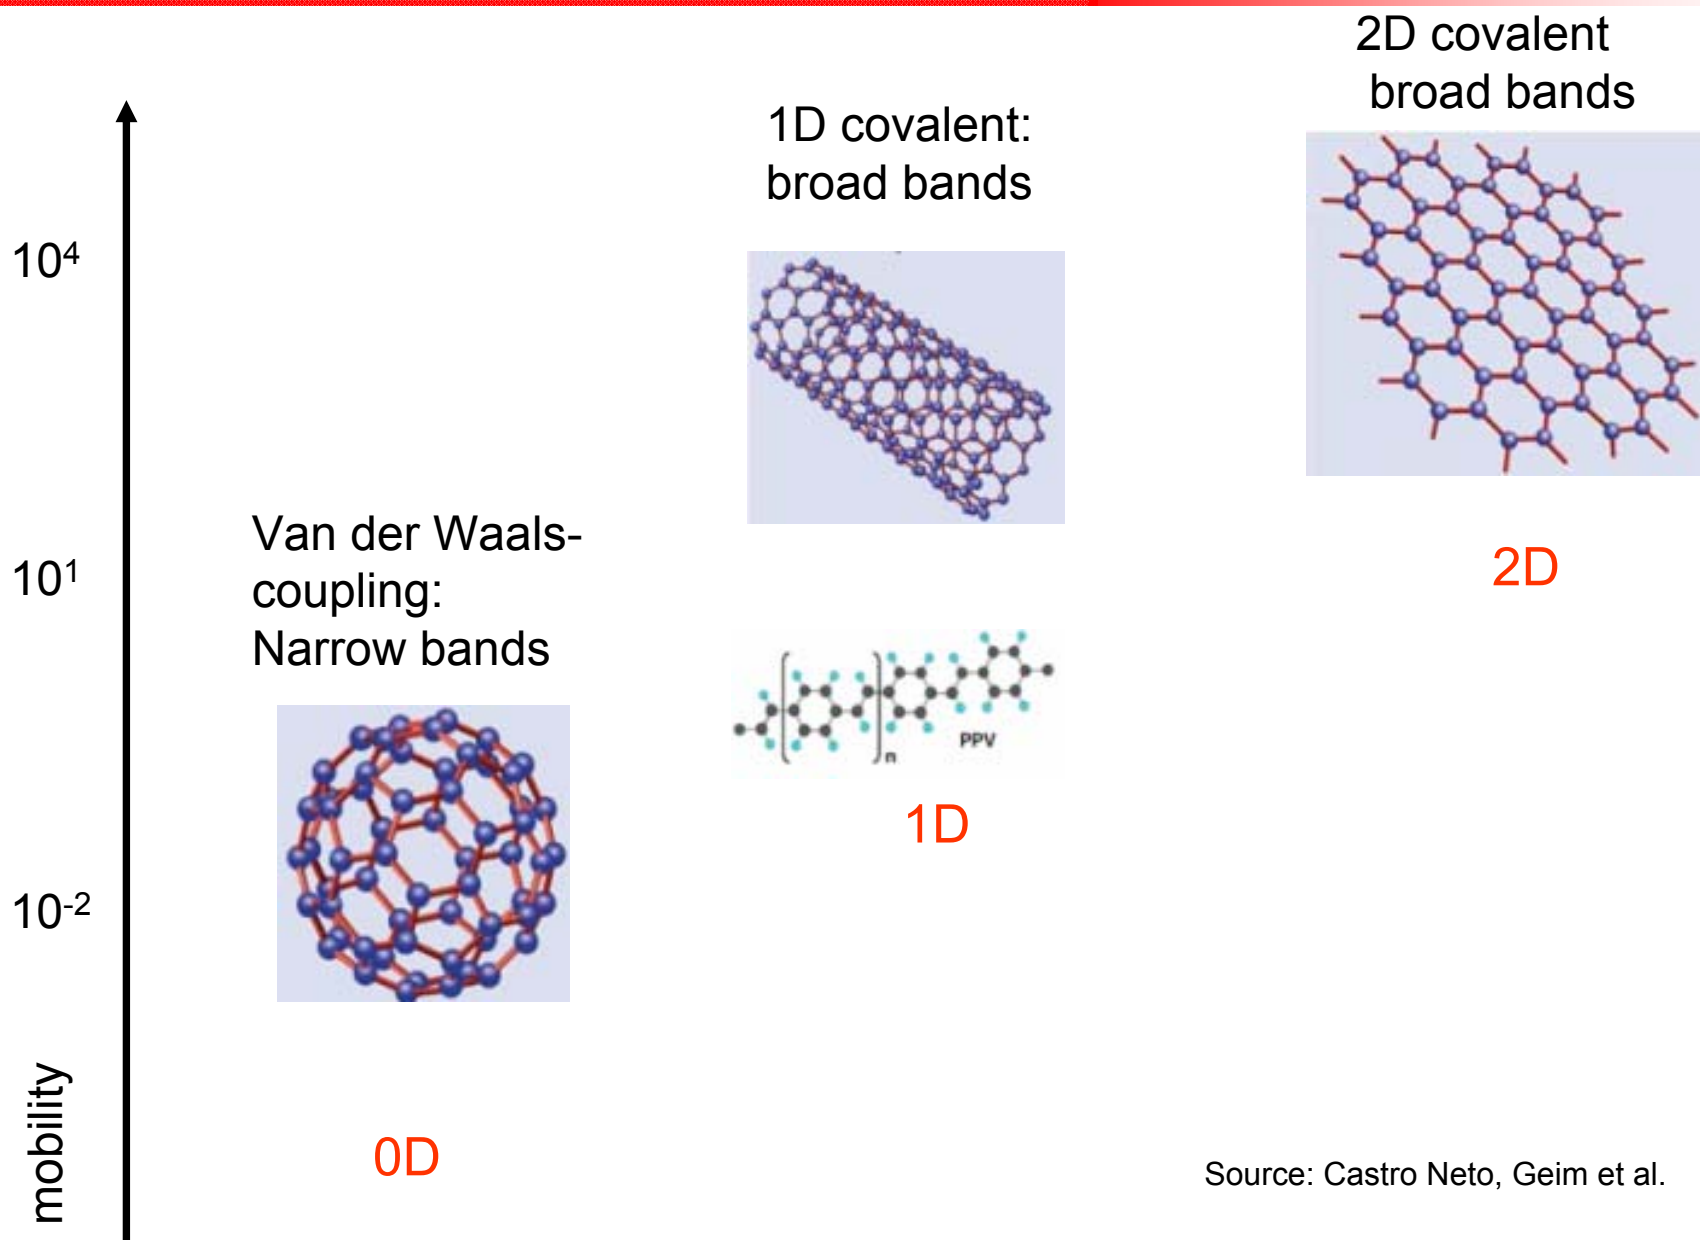 2D covalent
broad bands
1D covalent:
broad bands
10⁴
Van der Waals-
coupling:
Narrow bands
10¹
2D
n
PPV
1D
10⁻²
mobility
0D
Source: Castro Neto, Geim et al.